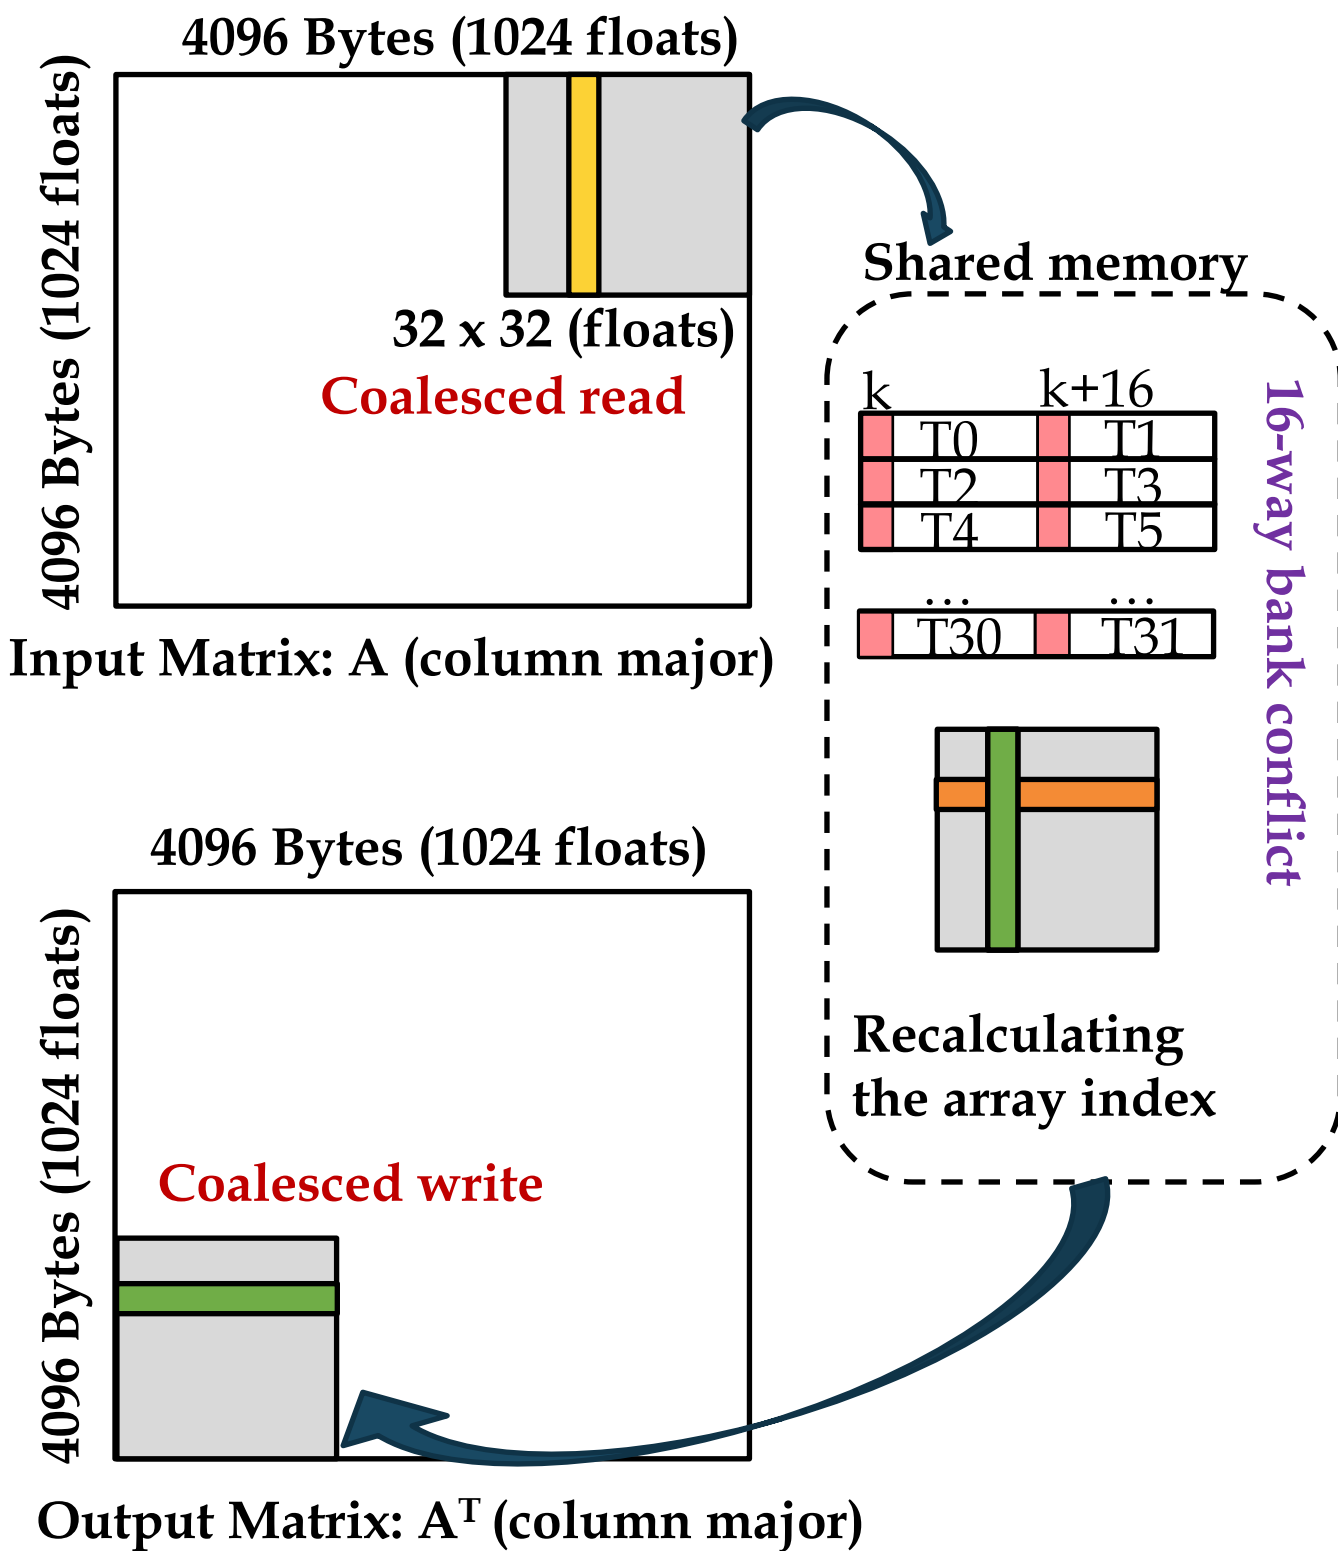 4096 Bytes (1024 floats)
4096 Bytes (1024 floats)
32 x 32 (floats)
Coalesced read
Input Matrix: A (column major)
Shared memory
k k+16
T0 T1
T2 T3
T4 T5
... ...
T30 T31
16-way bank conflict
Recalculating
the array index
4096 Bytes (1024 floats)
4096 Bytes (1024 floats)
Coalesced write
Output Matrix: Aᵀ (column major)